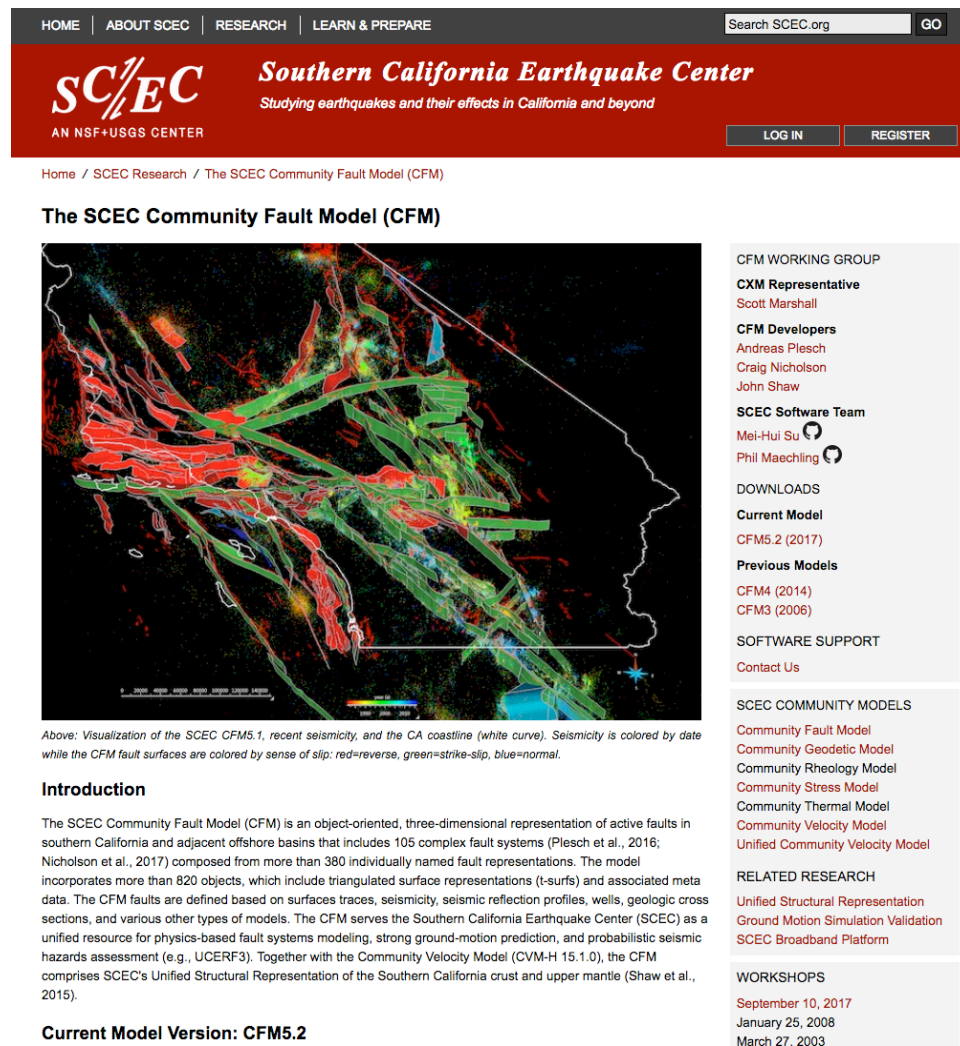 HOME ABOUT SCEC RESEARCH LEARN & PREPARE
Search SCEC.org GO
SC/EC
AN NSF+USGS CENTER
Southern California Earthquake Center
Studying earthquakes and their effects in California and beyond
LOG IN REGISTER
Home / SCEC Research / The SCEC Community Fault Model (CFM)
The SCEC Community Fault Model (CFM)
0 20000 40000 60000 80000 100000 120000 140000
Above: Visualization of the SCEC CFM5.1, recent seismicity, and the CA coastline (white curve). Seismicity is colored by date
while the CFM fault surfaces are colored by sense of slip: red=reverse, green=strike-slip, blue=normal.
Introduction
The SCEC Community Fault Model (CFM) is an object-oriented, three-dimensional representation of active faults in
southern California and adjacent offshore basins that includes 105 complex fault systems (Plesch et al., 2016;
Nicholson et al., 2017) composed from more than 380 individually named fault representations. The model
incorporates more than 820 objects, which include triangulated surface representations (t-surfs) and associated meta
data. The CFM faults are defined based on surfaces traces, seismicity, seismic reflection profiles, wells, geologic cross
sections, and various other types of models. The CFM serves the Southern California Earthquake Center (SCEC) as a
unified resource for physics-based fault systems modeling, strong ground-motion prediction, and probabilistic seismic
hazards assessment (e.g., UCERF3). Together with the Community Velocity Model (CVM-H 15.1.0), the CFM
comprises SCEC's Unified Structural Representation of the Southern California crust and upper mantle (Shaw et al.,
2015).
Current Model Version: CFM5.2
CFM WORKING GROUP
CXM Representative
Scott Marshall
CFM Developers
Andreas Plesch
Craig Nicholson
John Shaw
SCEC Software Team
Mei-Hui Su
Phil Maechling
DOWNLOADS
Current Model
CFM5.2 (2017)
Previous Models
CFM4 (2014)
CFM3 (2006)
SOFTWARE SUPPORT
Contact Us
SCEC COMMUNITY MODELS
Community Fault Model
Community Geodetic Model
Community Rheology Model
Community Stress Model
Community Thermal Model
Community Velocity Model
Unified Community Velocity Model
RELATED RESEARCH
Unified Structural Representation
Ground Motion Simulation Validation
SCEC Broadband Platform
WORKSHOPS
September 10, 2017
January 25, 2008
March 27, 2003